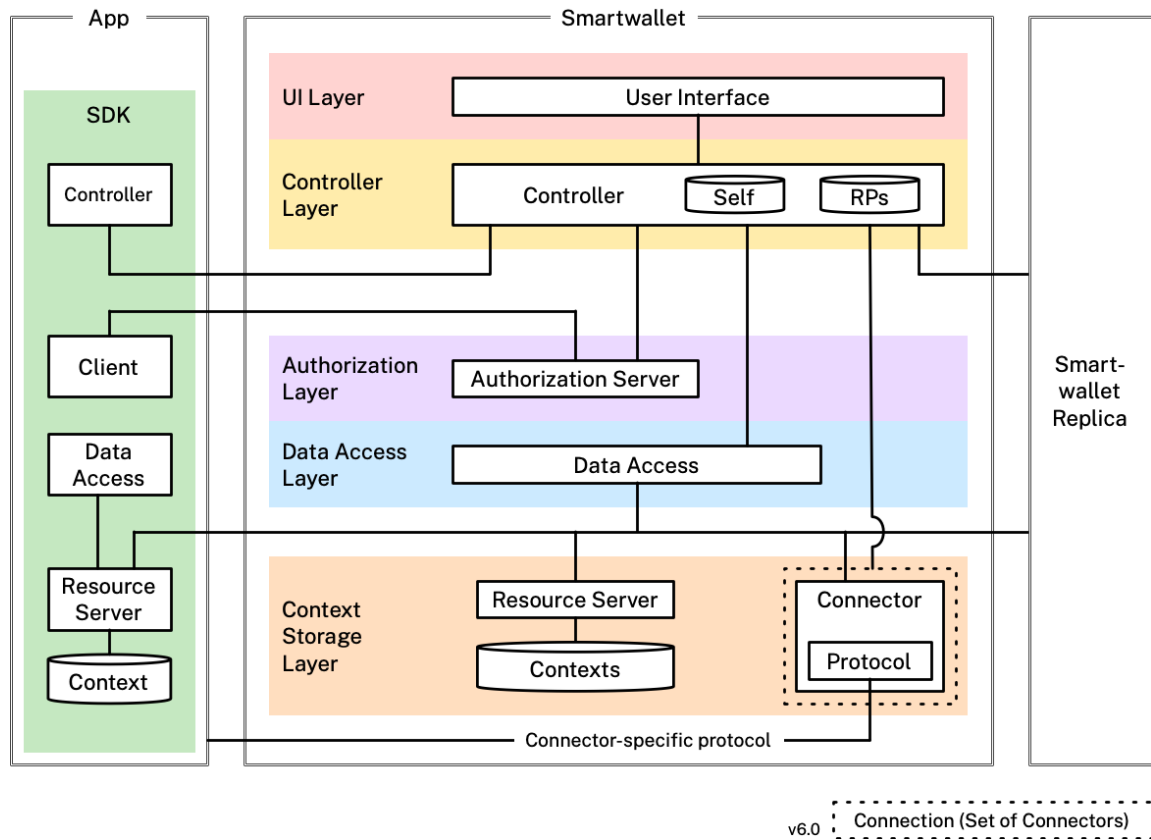 App
Smartwallet
SDK
Controller
Client
Data
Access
Resource
Server
Context
UI Layer
User Interface
Controller
Layer
Controller
Self
RPs
Authorization
Layer
Authorization Server
Data Access
Layer
Data Access
Context
Storage
Layer
Resource Server
Contexts
Connector
Protocol
Connector-specific protocol
Smart-
wallet
Replica
v6.0
Connection (Set of Connectors)